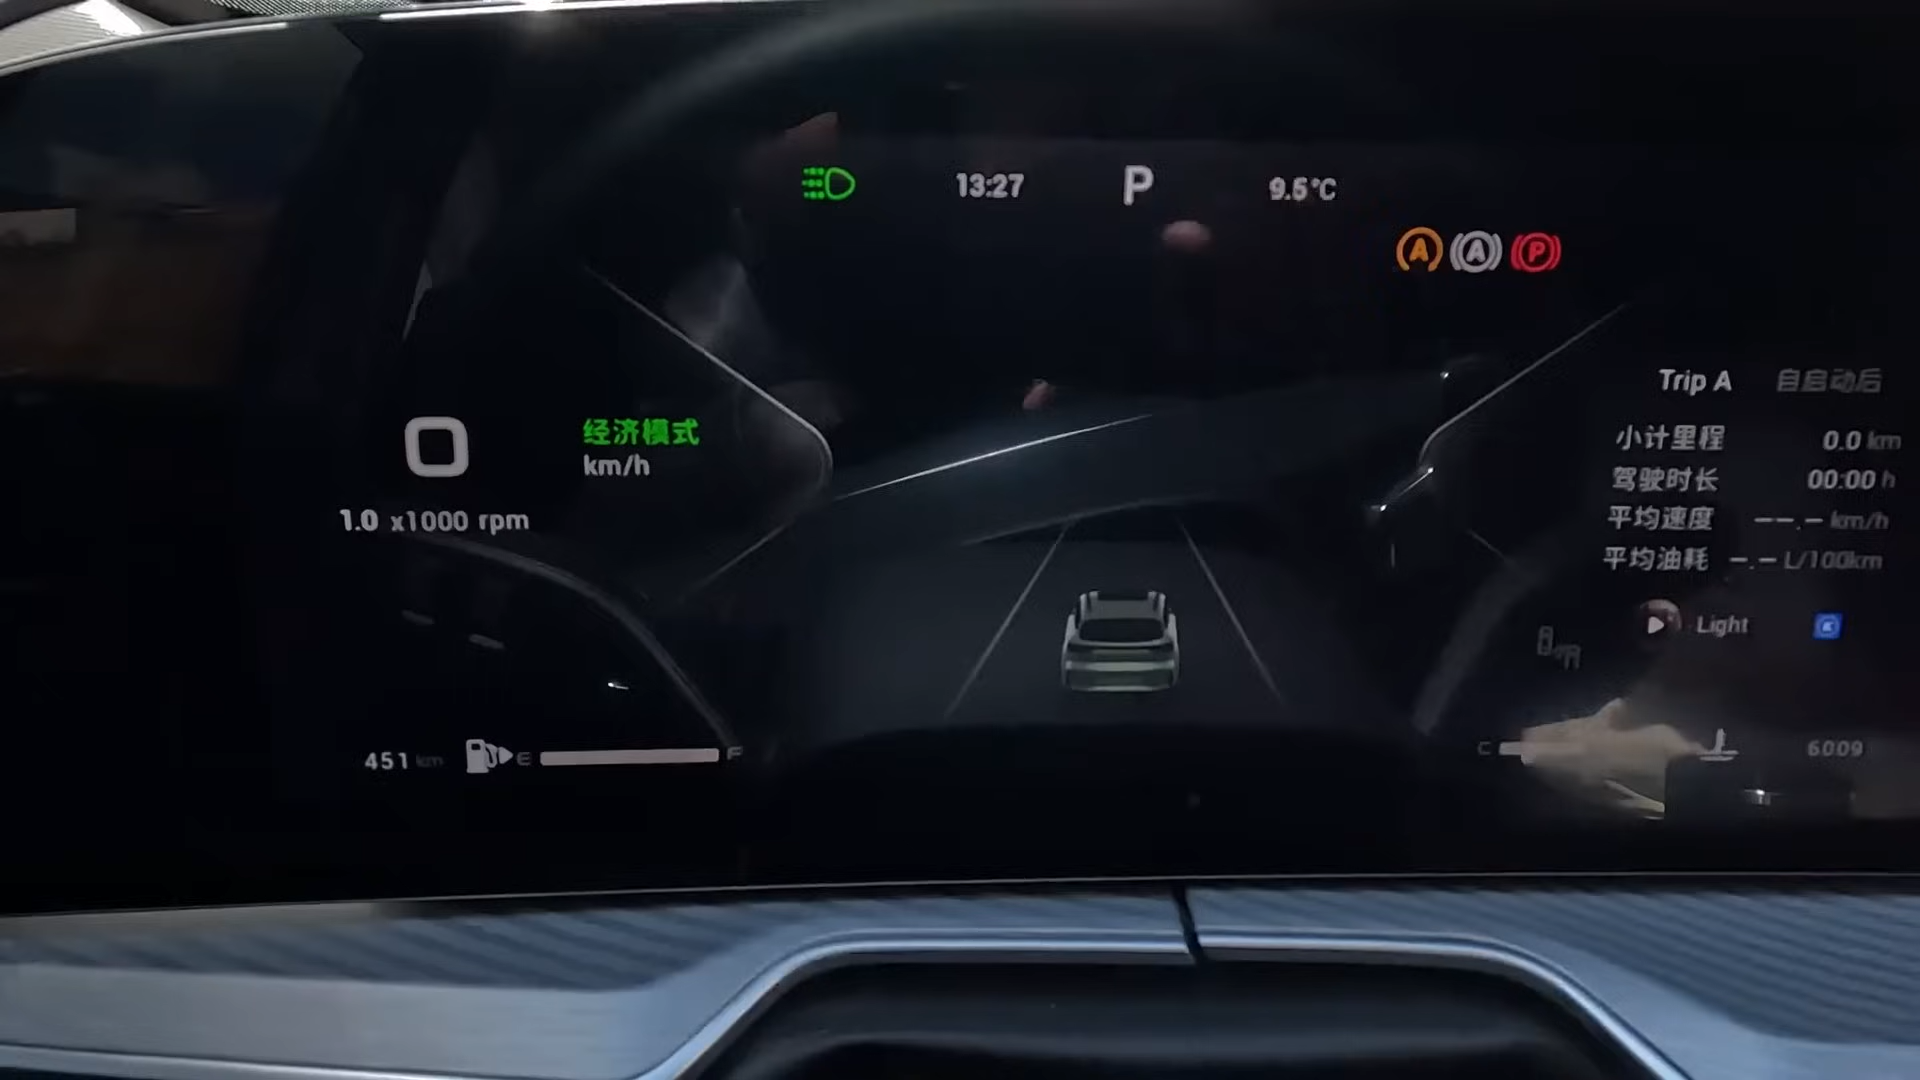 13:27
P
9.5°C
A
A
P
Trip A 自启动后
小计里程 0.0 km
驾驶时长 00:00 h
平均速度 --.- km/h
平均油耗 -.- L/100km
0
经济模式
km/h
1.0 x1000 rpm
Light
451 km
E
F
C
6009